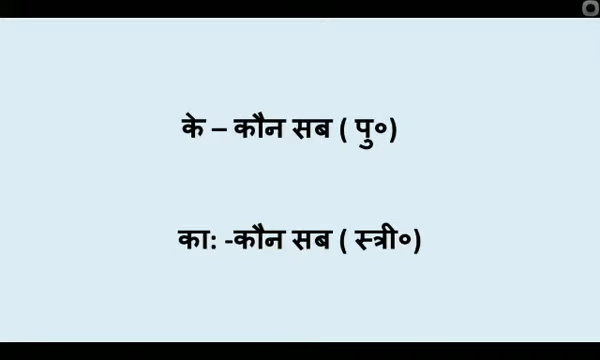 के – कौन सब ( पु०)
का: -कौन सब ( स्त्री०)